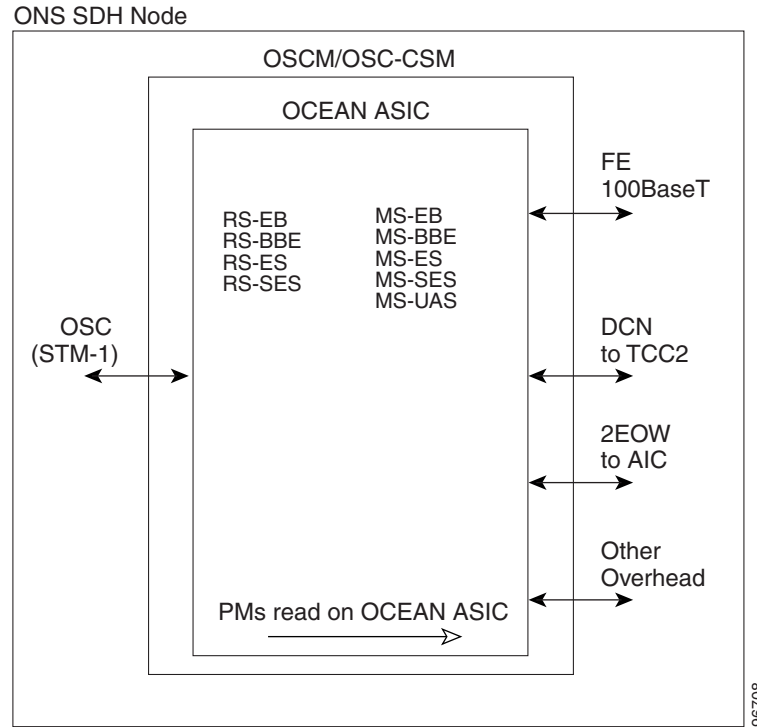 ONS SDH Node
OSCM/OSC-CSM
OCEAN ASIC
FE
100BaseT
RS-EB
RS-BBE
RS-ES
RS-SES
MS-EB
MS-BBE
MS-ES
MS-SES
MS-UAS
OSC
(STM-1)
DCN
to TCC2
2EOW
to AIC
Other
Overhead
PMs read on OCEAN ASIC
96708